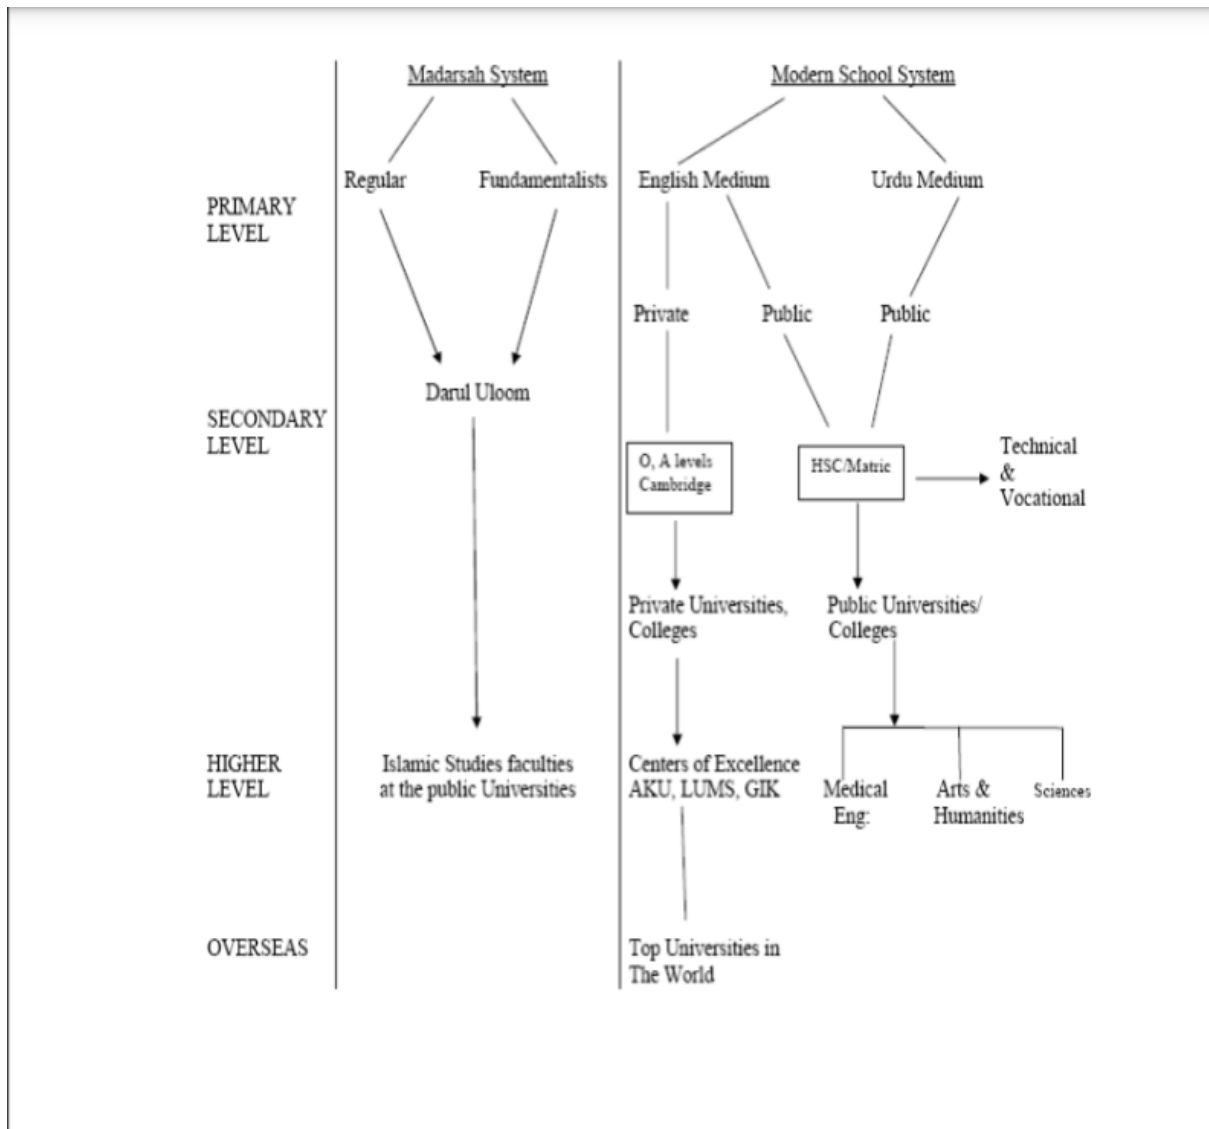 Madarsah System
Modern School System
Regular
Fundamentalists
English Medium
Urdu Medium
PRIMARY
LEVEL
Private
Public
Public
Darul Uloom
SECONDARY
LEVEL
O, A levels
Cambridge
HSC/Matric
Technical
&
Vocational
Private Universities,
Colleges
Public Universities/
Colleges
HIGHER
LEVEL
Islamic Studies faculties
at the public Universities
Centers of Excellence
AKU, LUMS, GIK
Medical
Eng:
Arts &
Humanities
Sciences
OVERSEAS
Top Universities in
The World